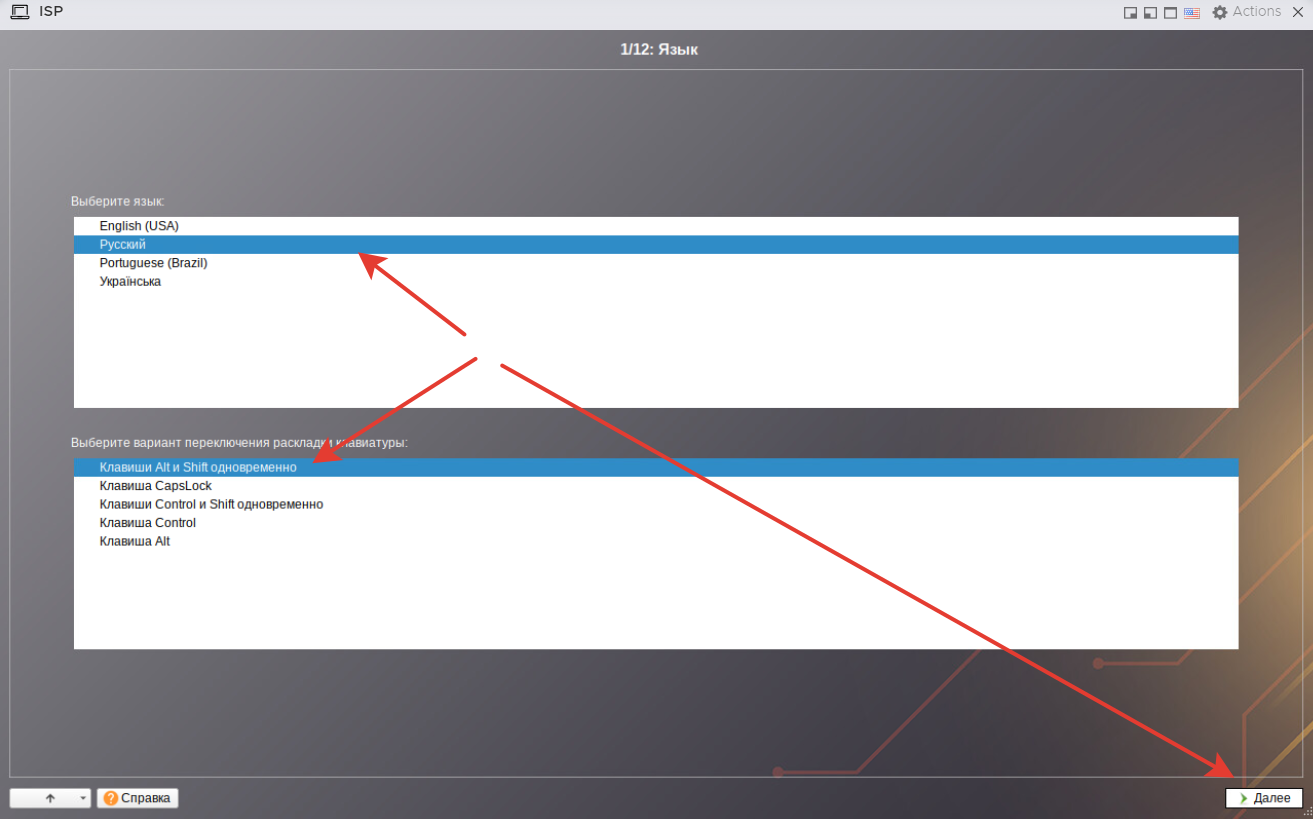 ISP
Actions
1/12: Язык
Выберите язык:
English (USA)
Русский
Portuguese (Brazil)
Українська
Выберите вариант переключения раскладки клавиатуры:
Клавиши Alt и Shift одновременно
Клавиша CapsLock
Клавиши Control и Shift одновременно
Клавиша Control
Клавиша Alt
Справка
Далее